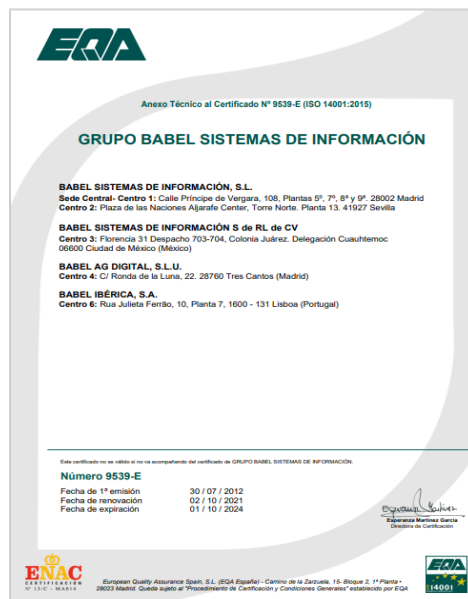 EQA
Anexo Técnico al Certificado Nº 9539-E (ISO 14001:2015)
GRUPO BABEL SISTEMAS DE INFORMACIÓN
BABEL SISTEMAS DE INFORMACIÓN, S.L.
Sede Central- Centro 1: Calle Príncipe de Vergara, 108, Plantas 5º, 7º, 8º y 9ª. 28002 Madrid
Centro 2: Plaza de las Naciones Aljarafe Center, Torre Norte. Planta 13. 41927 Sevilla
BABEL SISTEMAS DE INFORMACIÓN S de RL de CV
Centro 3: Florencia 31 Despacho 703-704, Colonia Juárez. Delegación Cuauhtemoc
06600 Ciudad de México (México)
BABEL AG DIGITAL, S.L.U.
Centro 4: C/ Ronda de la Luna, 22. 28760 Tres Cantos (Madrid)
BABEL IBÉRICA, S.A.
Centro 6: Rua Julieta Ferrão, 10, Planta 7, 1600 - 131 Lisboa (Portugal)
Este certificado no es válido si no va acompañando del certificado de GRUPO BABEL SISTEMAS DE INFORMACIÓN.
Número 9539-E
Fecha de 1ª emisión 30 / 07 / 2012
Fecha de renovación 02 / 10 / 2021
Fecha de expiración 01 / 10 / 2024
Esperanza Martínez García
Directora de Certificación
ENAC
CERTIFICACIÓN
Nº 13/C - MA014
European Quality Assurance Spain, S.L. (EQA España) - Camino de la Zarzuela, 15- Bloque 2, 1ª Planta •
28023 Madrid. Queda sujeto al "Procedimiento de Certificación y Condiciones Generales" establecido por EQA
EQA
14001